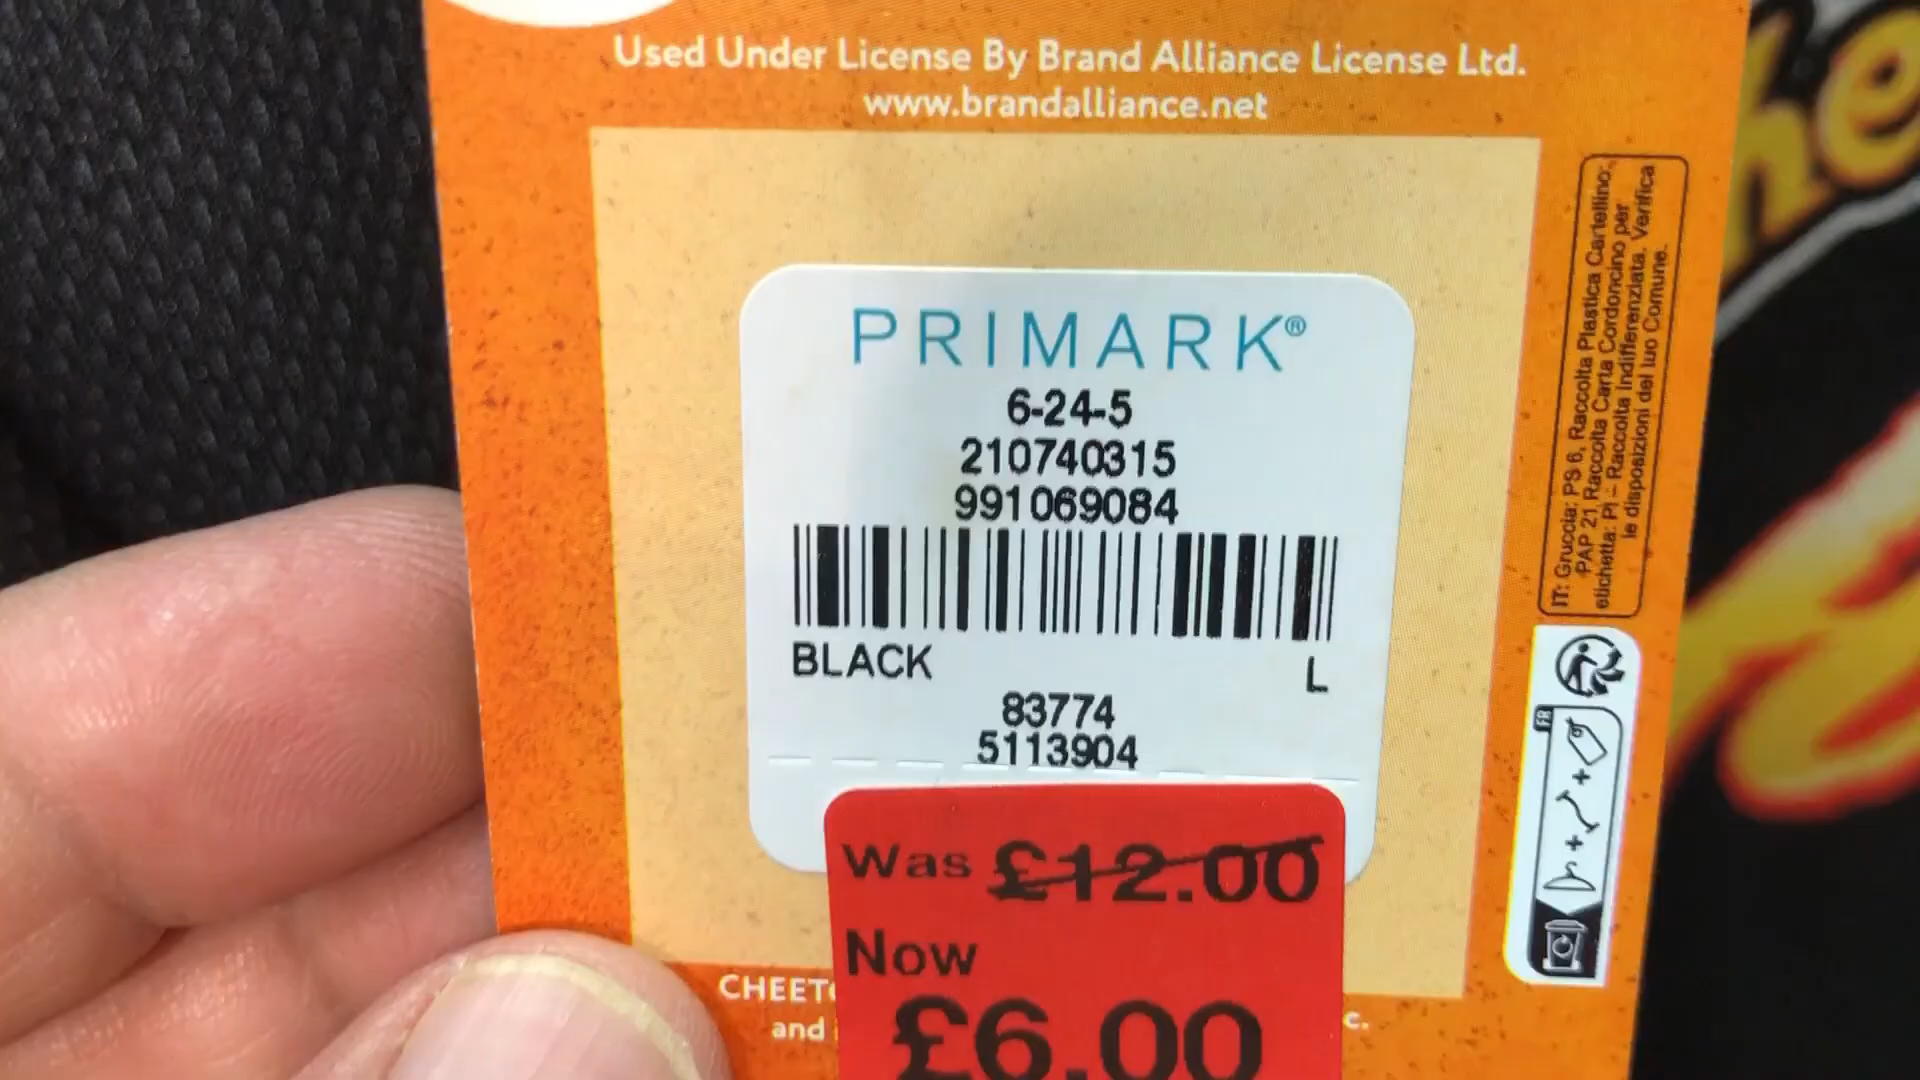 Used Under License By Brand Alliance License Ltd.
www.brandalliance.net
PRIMARK®
6-24-5
210740315
991069084
BLACK
L
83774
5113904
Was £12.00
Now
£6.00
CHEETO
and
c.
IT: Gruccia: PS 6, Raccolta Plastica Cartellino:
PAP 21 Raccolta Carta Cordoncino per
etichetta: PI - Raccolta Indifferenziata. Verifica
le disposizioni del tuo Comune.
FR
he